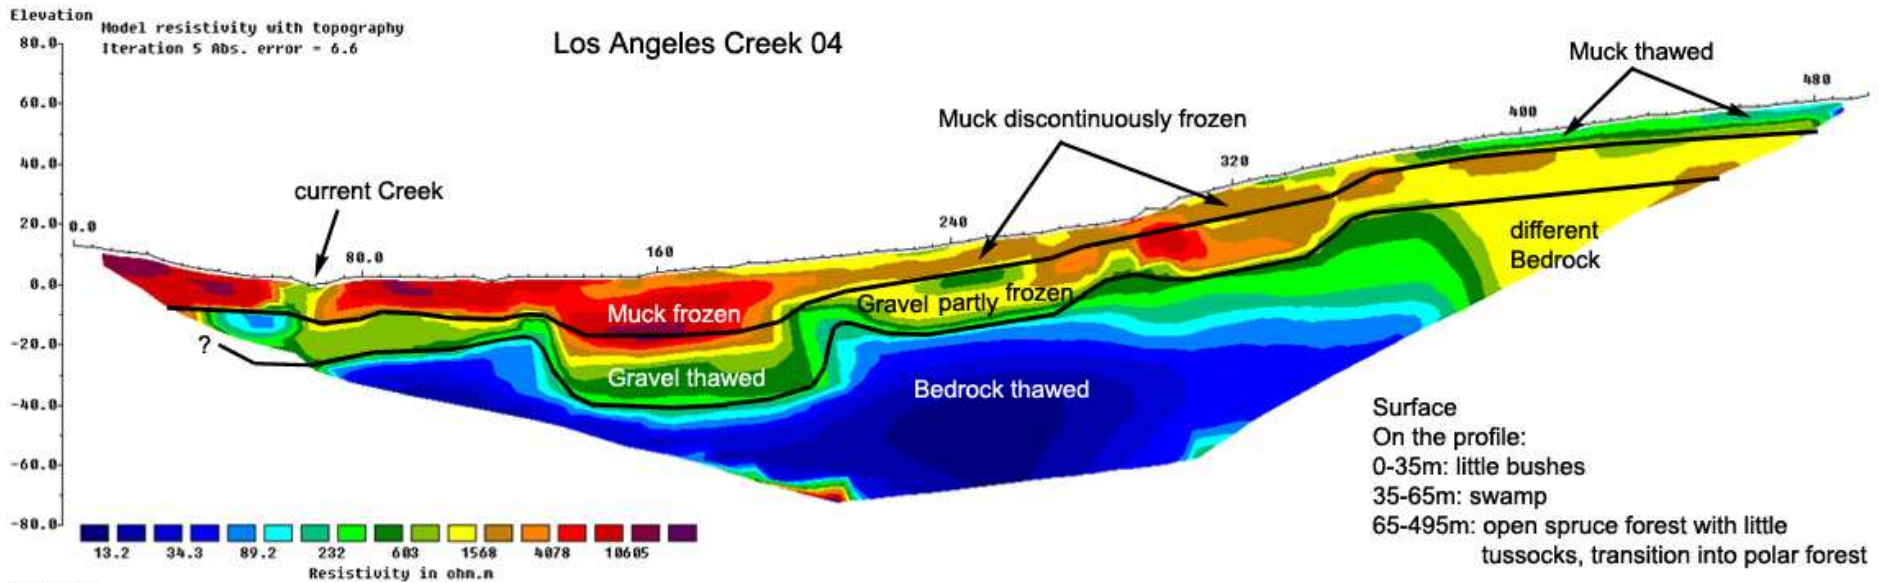 Elevation
Model resistivity with topography
Iteration 5 Abs. error = 6.6
Los Angeles Creek 04
80.0
60.0
40.0
20.0
0.0
-20.0
-40.0
-60.0
-80.0
0.0
80.0
160
240
320
400
480
current Creek
Muck discontinuously frozen
Muck thawed
Muck frozen
Gravel partly frozen
?
Gravel thawed
Bedrock thawed
different
Bedrock
Surface
On the profile:
0-35m: little bushes
35-65m: swamp
65-495m: open spruce forest with little
tussocks, transition into polar forest
13.2 34.3 89.2 232 603 1568 4078 10605
Resistivity in ohm.m